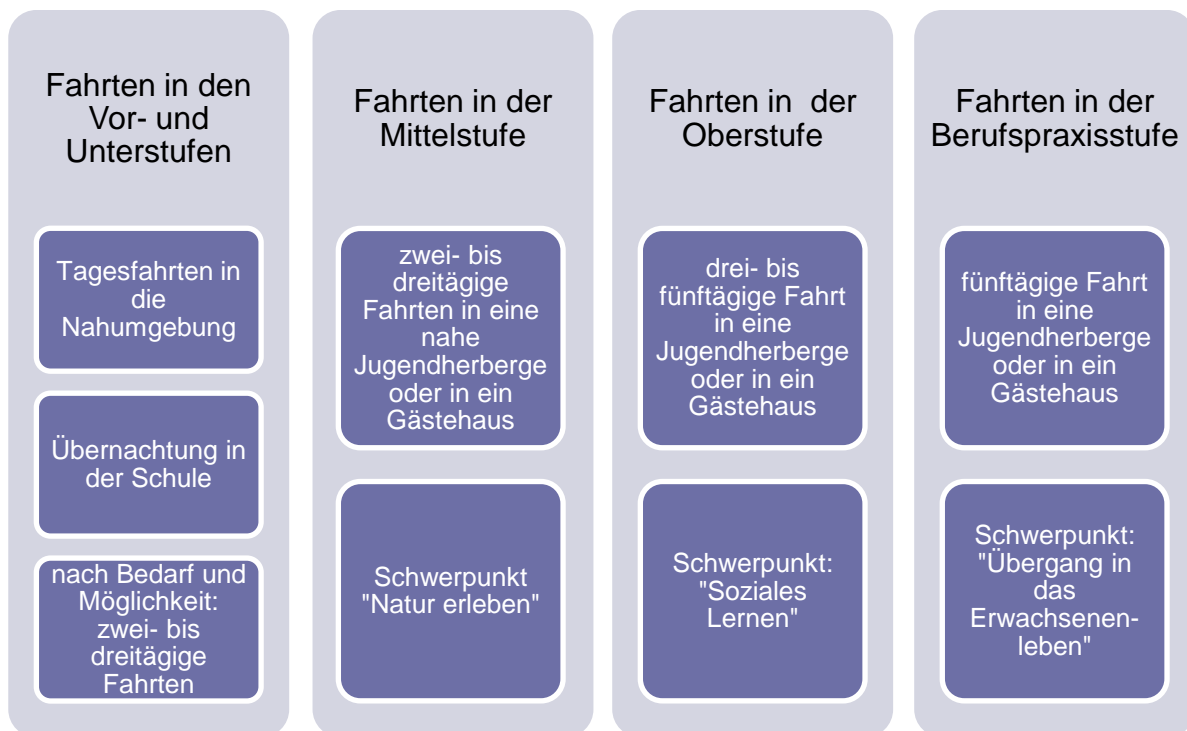 Fahrten in den
Vor- und
Unterstufen
Tagesfahrten in
die
Nahumgebung
Übernachtung in
der Schule
nach Bedarf und
Möglichkeit:
zwei- bis
dreitägige
Fahrten
Fahrten in der
Mittelstufe
zwei- bis
dreitägige
Fahrten in eine
nahe
Jugendherberge
oder in ein
Gästehaus
Schwerpunkt
"Natur erleben"
Fahrten in der
Oberstufe
drei- bis
fünftägige Fahrt
in eine
Jugendherberge
oder in ein
Gästehaus
Schwerpunkt:
"Soziales
Lernen"
Fahrten in der
Berufspraxisstufe
fünftägige Fahrt
in eine
Jugendherberge
oder in ein
Gästehaus
Schwerpunkt:
"Übergang in
das
Erwachsenen-
leben"